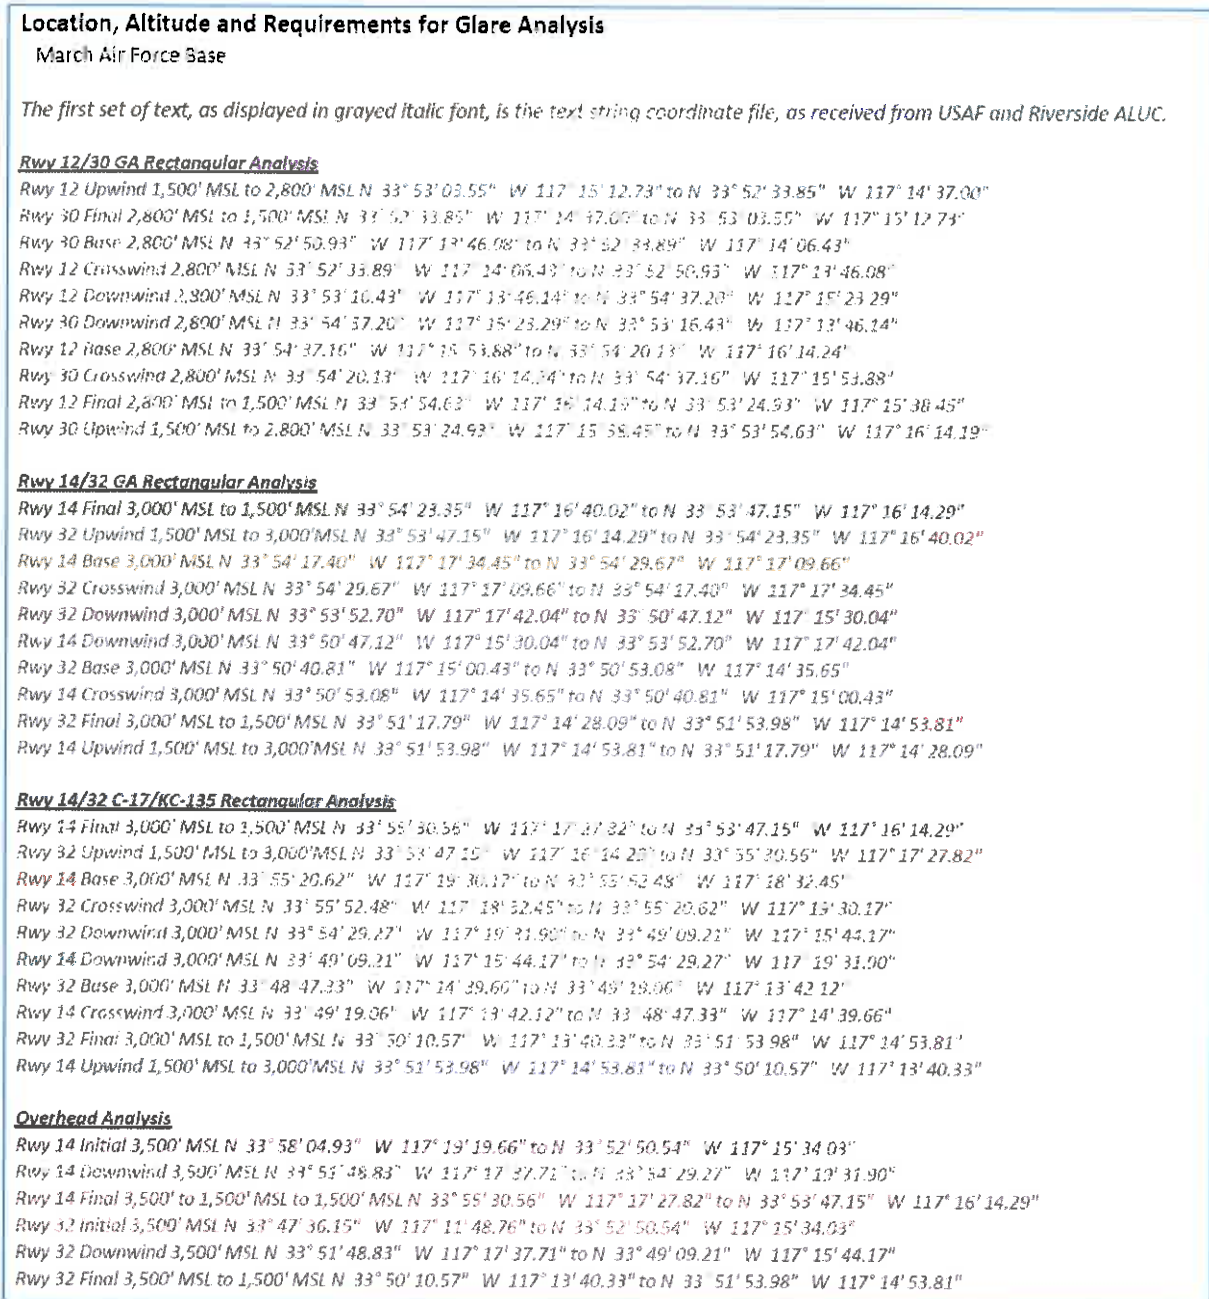 Location, Altitude and Requirements for Glare Analysis
March Air Force Base
The first set of text, as displayed in grayed italic font, is the text string coordinate file, as received from USAF and Riverside ALUC.
Rwy 12/30 GA Rectangular Analysis
Rwy 12 Upwind 1,500' MSL to 2,800' MSL N 33° 53' 03.55" W 117° 15' 12.73" to N 33° 52' 33.85" W 117° 14' 37.00"
Rwy 30 Final 2,800' MSL to 1,500' MSL N 33° 52' 33.85" W 117° 14' 37.00" to N 33° 53' 03.55" W 117° 15' 12.73"
Rwy 30 Base 2,800' MSL N 33° 52' 50.93" W 117° 13' 46.08" to N 33° 52' 33.89" W 117° 14' 06.43"
Rwy 12 Crosswind 2,800' MSL N 33° 52' 33.89" W 117° 14' 06.43" to N 33° 52' 50.93" W 117° 13' 46.08"
Rwy 12 Downwind 2,800' MSL N 33° 53' 16.43" W 117° 13' 46.14" to N 33° 54' 37.20" W 117° 15' 23.29"
Rwy 30 Downwind 2,800' MSL N 33° 54' 37.20" W 117° 15' 23.29" to N 33° 53' 16.43" W 117° 13' 46.14"
Rwy 12 Base 2,800' MSL N 33° 54' 37.16" W 117° 15' 53.88" to N 33° 54' 20.13" W 117° 16' 14.24"
Rwy 30 Crosswind 2,800' MSL N 33° 54' 20.13" W 117° 16' 14.24" to N 33° 54' 37.16" W 117° 15' 53.88"
Rwy 12 Final 2,800' MSL to 1,500' MSL N 33° 53' 54.63" W 117° 16' 14.19" to N 33° 53' 24.93" W 117° 15' 38.45"
Rwy 30 Upwind 1,500' MSL to 2,800' MSL N 33° 53' 24.93" W 117° 15' 38.45" to N 33° 53' 54.63" W 117° 16' 14.19"
Rwy 14/32 GA Rectangular Analysis
Rwy 14 Final 3,000' MSL to 1,500' MSL N 33° 54' 23.35" W 117° 16' 40.02" to N 33° 53' 47.15" W 117° 16' 14.29"
Rwy 32 Upwind 1,500' MSL to 3,000'MSL N 33° 53' 47.15" W 117° 16' 14.29" to N 33° 54' 23.35" W 117° 16' 40.02"
Rwy 14 Base 3,000' MSL N 33° 54' 17.40" W 117° 17' 34.45" to N 33° 54' 29.67" W 117° 17' 09.66"
Rwy 32 Crosswind 3,000' MSL N 33° 54' 29.67" W 117° 17' 09.66" to N 33° 54' 17.40" W 117° 17' 34.45"
Rwy 32 Downwind 3,000' MSL N 33° 53' 52.70" W 117° 17' 42.04" to N 33° 50' 47.12" W 117° 15' 30.04"
Rwy 14 Downwind 3,000' MSL N 33° 50' 47.12" W 117° 15' 30.04" to N 33° 53' 52.70" W 117° 17' 42.04"
Rwy 32 Base 3,000' MSL N 33° 50' 40.81" W 117° 15' 00.43" to N 33° 50' 53.08" W 117° 14' 35.65"
Rwy 14 Crosswind 3,000' MSL N 33° 50' 53.08" W 117° 14' 35.65" to N 33° 50' 40.81" W 117° 15' 00.43"
Rwy 32 Final 3,000' MSL to 1,500' MSL N 33° 51' 17.79" W 117° 14' 28.09" to N 33° 51' 53.98" W 117° 14' 53.81"
Rwy 14 Upwind 1,500' MSL to 3,000'MSL N 33° 51' 53.98" W 117° 14' 53.81" to N 33° 51' 17.79" W 117° 14' 28.09"
Rwy 14/32 C-17/KC-135 Rectangular Analysis
Rwy 14 Final 3,000' MSL to 1,500' MSL N 33° 55' 30.56" W 117° 17' 27.82" to N 33° 53' 47.15" W 117° 16' 14.29"
Rwy 32 Upwind 1,500' MSL to 3,000'MSL N 33° 53' 47.15" W 117° 16' 14.29" to N 33° 55' 30.56" W 117° 17' 27.82"
Rwy 14 Base 3,000' MSL N 33° 55' 20.62" W 117° 19' 30.17" to N 33° 55' 52.48" W 117° 18' 32.45"
Rwy 32 Crosswind 3,000' MSL N 33° 55' 52.48" W 117° 18' 32.45" to N 33° 55' 20.62" W 117° 19' 30.17"
Rwy 32 Downwind 3,000' MSL N 33° 54' 29.27" W 117° 19' 31.90" to N 33° 49' 09.21" W 117° 15' 44.17"
Rwy 14 Downwind 3,000' MSL N 33° 49' 09.21" W 117° 15' 44.17" to N 33° 54' 29.27" W 117° 19' 31.90"
Rwy 32 Base 3,000' MSL N 33° 48' 47.33" W 117° 14' 39.66" to N 33° 49' 19.06" W 117° 13' 42.12"
Rwy 14 Crosswind 3,000' MSL N 33° 49' 19.06" W 117° 13' 42.12" to N 33° 48' 47.33" W 117° 14' 39.66"
Rwy 32 Final 3,000' MSL to 1,500' MSL N 33° 50' 10.57" W 117° 13' 40.33" to N 33° 51' 53.98" W 117° 14' 53.81"
Rwy 14 Upwind 1,500' MSL to 3,000'MSL N 33° 51' 53.98" W 117° 14' 53.81" to N 33° 50' 10.57" W 117° 13' 40.33"
Overhead Analysis
Rwy 14 Initial 3,500' MSL N 33° 58' 04.93" W 117° 19' 19.66" to N 33° 52' 50.54" W 117° 15' 34.03"
Rwy 14 Downwind 3,500' MSL N 33° 51' 48.83" W 117° 17' 37.71" to N 33° 54' 29.27" W 117° 19' 31.90"
Rwy 14 Final 3,500' to 1,500' MSL to 1,500' MSL N 33° 55' 30.56" W 117° 17' 27.82" to N 33° 53' 47.15" W 117° 16' 14.29"
Rwy 32 Initial 3,500' MSL N 33° 47' 36.15" W 117° 11' 48.76" to N 33° 52' 50.54" W 117° 15' 34.03"
Rwy 32 Downwind 3,500' MSL N 33° 51' 48.83" W 117° 17' 37.71" to N 33° 49' 09.21" W 117° 15' 44.17"
Rwy 32 Final 3,500' MSL to 1,500' MSL N 33° 50' 10.57" W 117° 13' 40.33" to N 33° 51' 53.98" W 117° 14' 53.81"